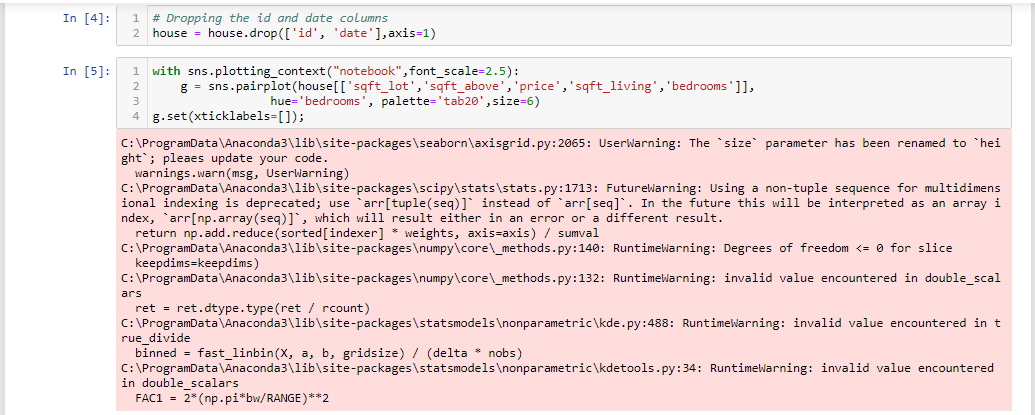 In [4]:
1 # Dropping the id and date columns
2 house = house.drop(['id', 'date'],axis=1)
In [5]:
1 with sns.plotting_context("notebook",font_scale=2.5):
2     g = sns.pairplot(house[['sqft_lot','sqft_above','price','sqft_living','bedrooms']],
3                  hue='bedrooms', palette='tab20',size=6)
4 g.set(xticklabels=[]);
C:\ProgramData\Anaconda3\lib\site-packages\seaborn\axisgrid.py:2065: UserWarning: The `size` parameter has been renamed to `hei
ght`; pleaes update your code.
  warnings.warn(msg, UserWarning)
C:\ProgramData\Anaconda3\lib\site-packages\scipy\stats\stats.py:1713: FutureWarning: Using a non-tuple sequence for multidimens
ional indexing is deprecated; use `arr[tuple(seq)]` instead of `arr[seq]`. In the future this will be interpreted as an array i
ndex, `arr[np.array(seq)]`, which will result either in an error or a different result.
  return np.add.reduce(sorted[indexer] * weights, axis=axis) / sumval
C:\ProgramData\Anaconda3\lib\site-packages\numpy\core\_methods.py:140: RuntimeWarning: Degrees of freedom <= 0 for slice
  keepdims=keepdims)
C:\ProgramData\Anaconda3\lib\site-packages\numpy\core\_methods.py:132: RuntimeWarning: invalid value encountered in double_scal
ars
  ret = ret.dtype.type(ret / rcount)
C:\ProgramData\Anaconda3\lib\site-packages\statsmodels\nonparametric\kde.py:488: RuntimeWarning: invalid value encountered in t
rue_divide
  binned = fast_linbin(X, a, b, gridsize) / (delta * nobs)
C:\ProgramData\Anaconda3\lib\site-packages\statsmodels\nonparametric\kdetools.py:34: RuntimeWarning: invalid value encountered
in double_scalars
  FAC1 = 2*(np.pi*bw/RANGE)**2